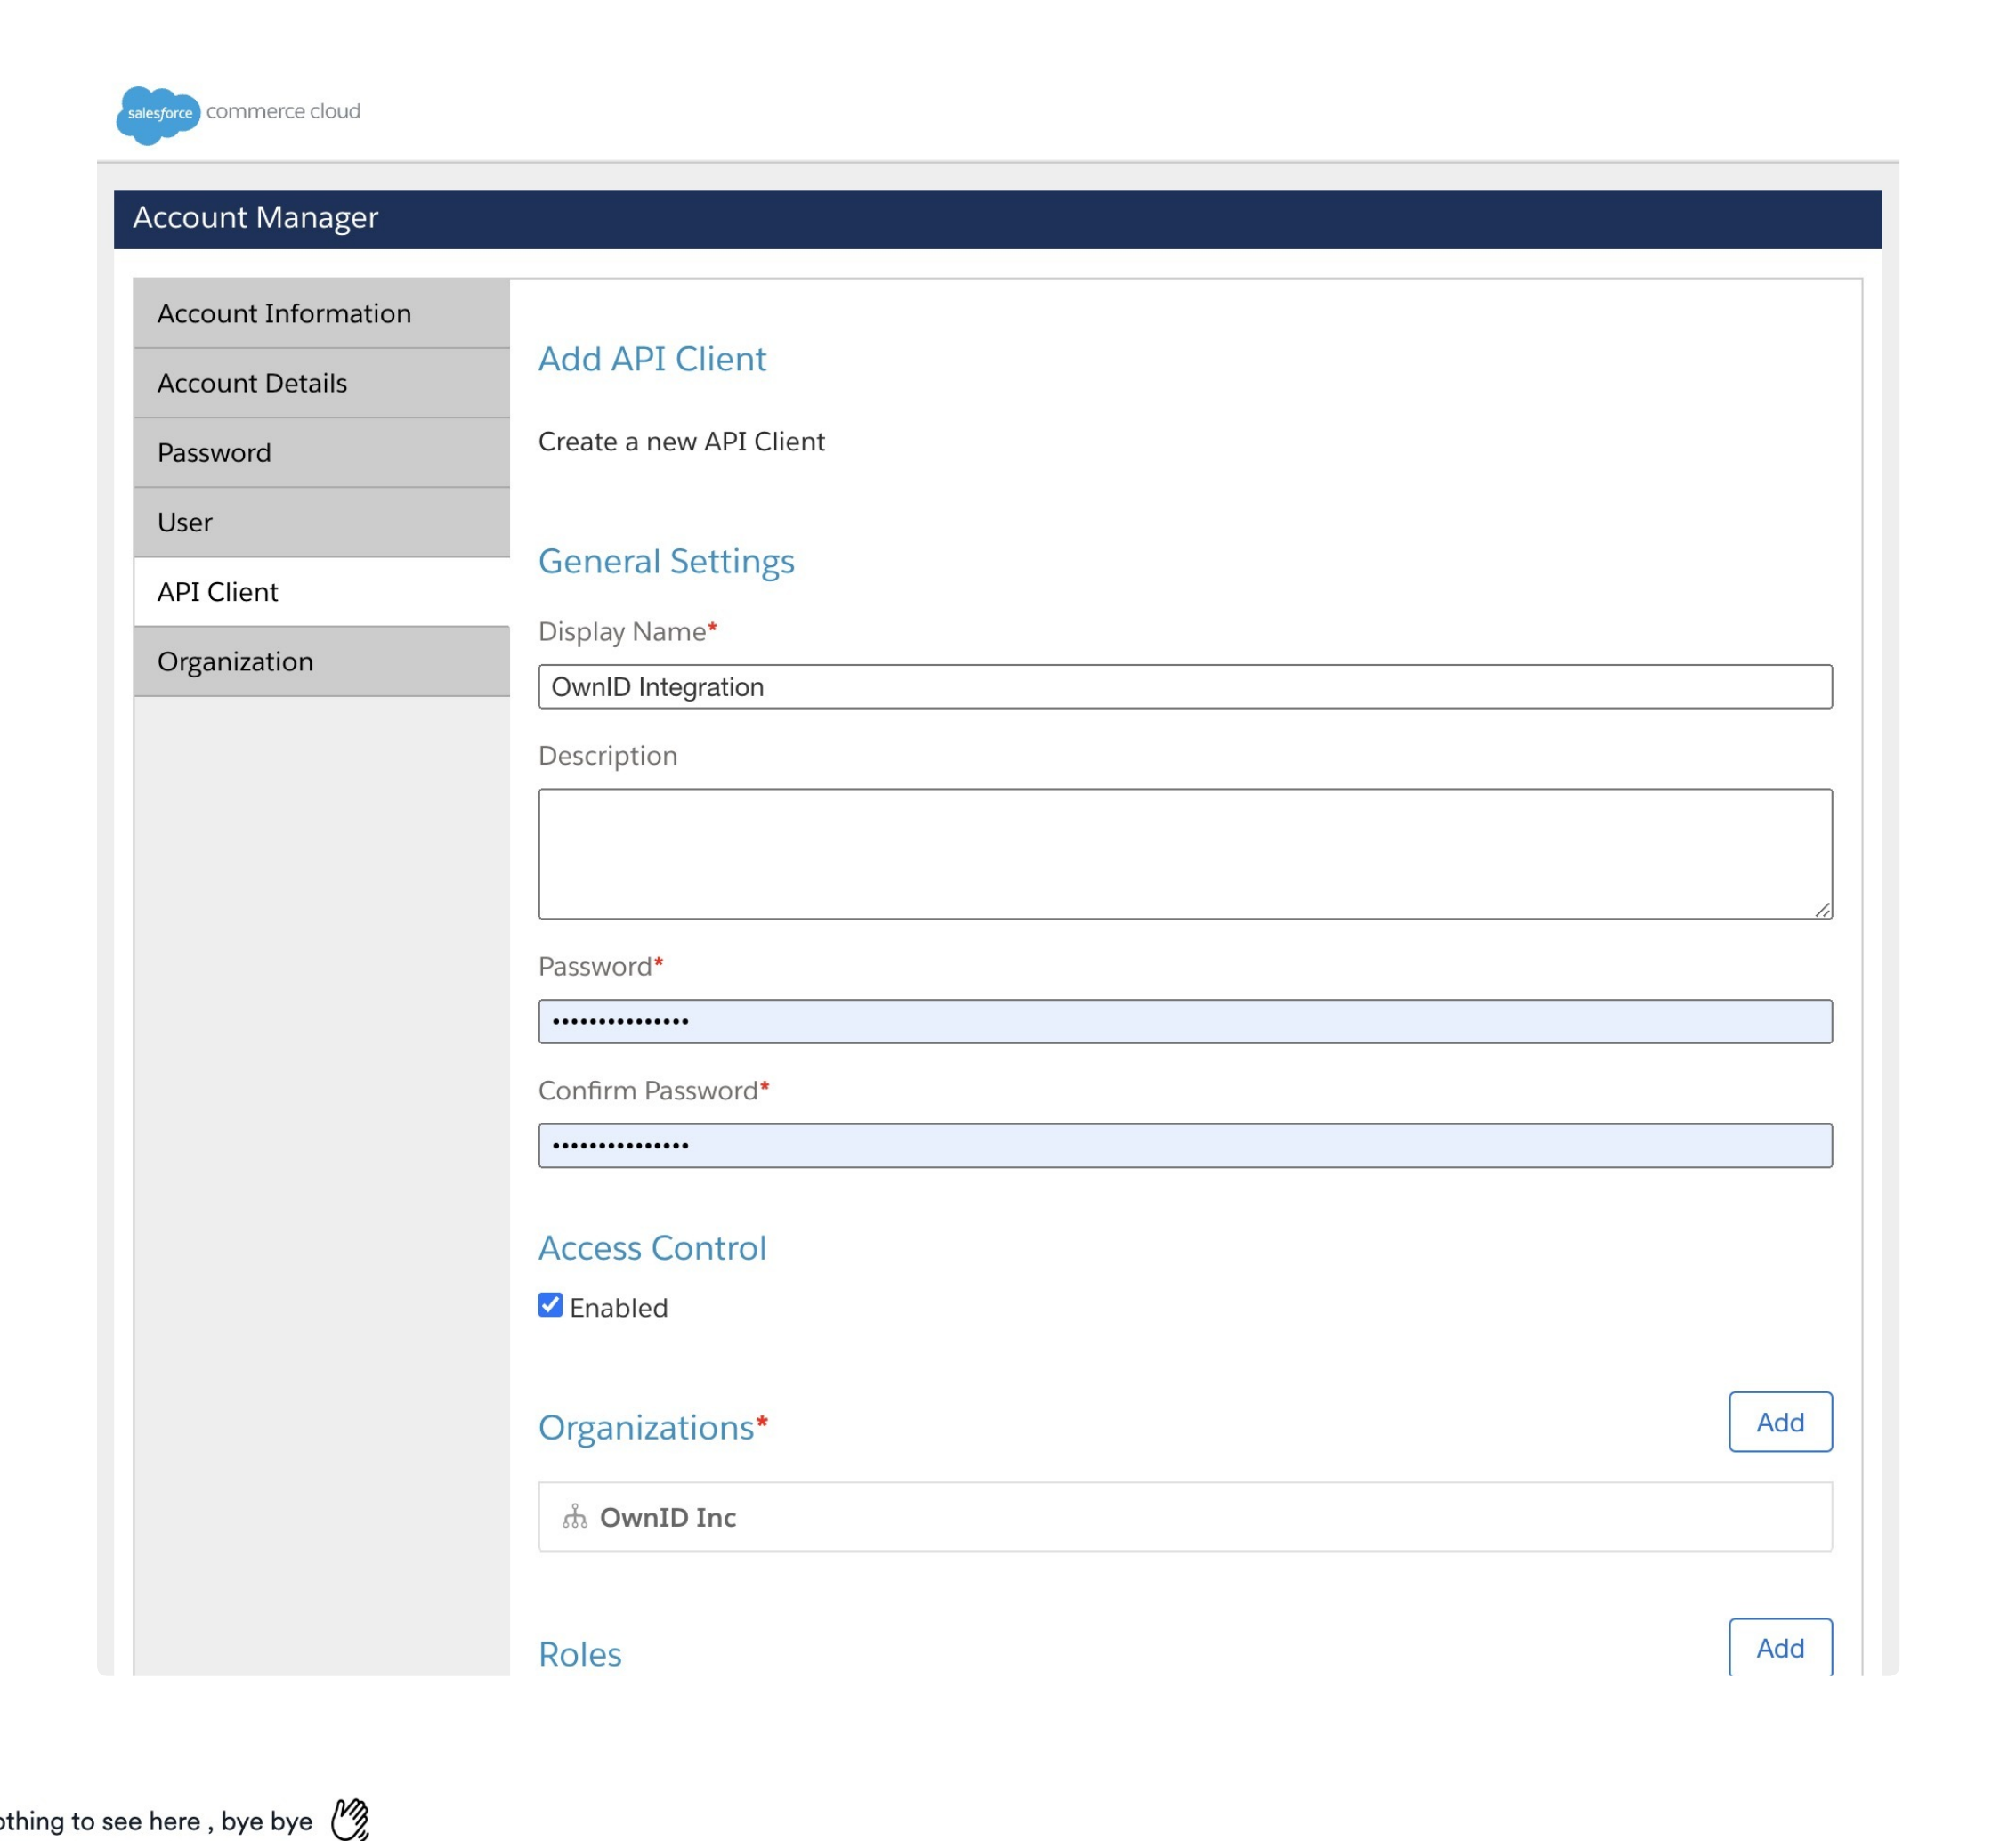 salesforce commerce cloud
Account Manager
Account Information
Account Details
Password
User
API Client
Organization
Add API Client
Create a new API Client
General Settings
Display Name*
OwnID Integration
Description
Password*
•••••••••••••••
Confirm Password*
•••••••••••••••
Access Control
Enabled
Organizations*
Add
OwnID Inc
Roles
Add
to see here , bye bye